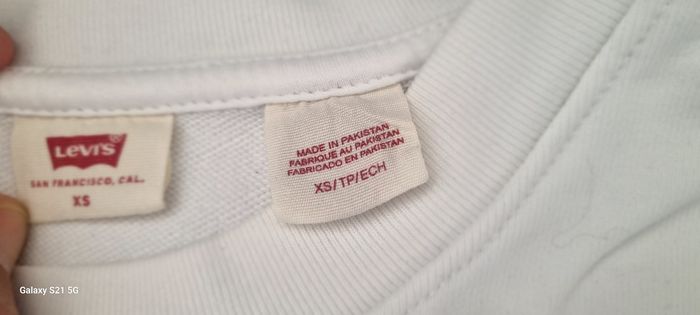 Levi's
SAN FRANCISCO, CAL.
XS
MADE IN PAKISTAN
FABRIQUE AU PAKISTAN
FABRICADO EN PAKISTAN
XS/TP/ECH
Galaxy S21 5G